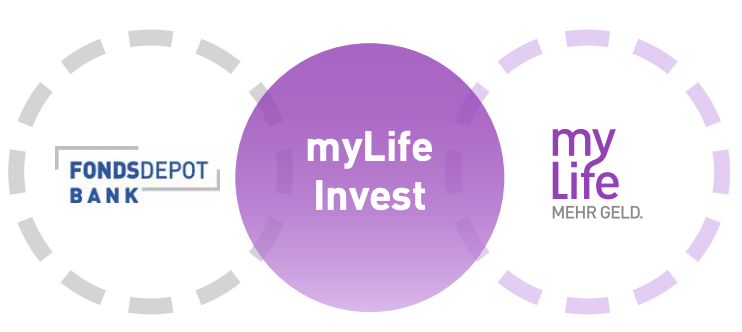 FONDSDEPOT
BANK
myLife
Invest
my
Life
MEHR GELD.